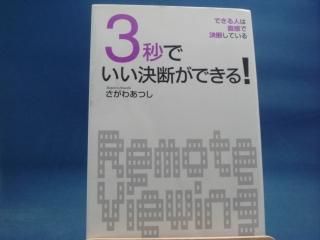 できる人は
直感で
決断している
3秒で
いい決断ができる!
さがわあつし
Remote
Viewing